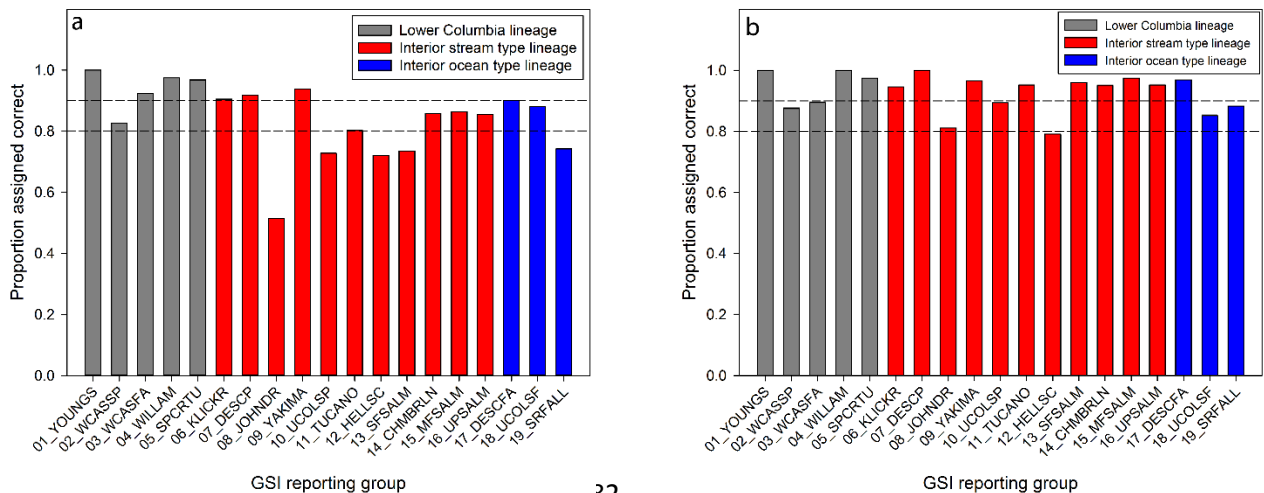 a
Lower Columbia lineage
Interior stream type lineage
Interior ocean type lineage
1.0
0.8
0.6
0.4
0.2
0.0
Proportion assigned correct
01_YOUNGS
02_WCASSP
03_WCASFA
04_WILLAM
05_SPCRTU
06_KLICKR
07_DESCP
08_JOHNDR
09_YAKIMA
10_UCOLSP
11_TUCANO
12_HELLSC
13_SFSALM
14_CHMBRLN
15_MFSALM
16_UPSALM
17_DESCFA
18_UCOLSF
19_SRFALL
GSI reporting group
b
Lower Columbia lineage
Interior stream type lineage
Interior ocean type lineage
1.0
0.8
0.6
0.4
0.2
0.0
Proportion assigned correct
01_YOUNGS
02_WCASSP
03_WCASFA
04_WILLAM
05_SPCRTU
06_KLICKR
07_DESCP
08_JOHNDR
09_YAKIMA
10_UCOLSP
11_TUCANO
12_HELLSC
13_SFSALM
14_CHMBRLN
15_MFSALM
16_UPSALM
17_DESCFA
18_UCOLSF
19_SRFALL
GSI reporting group